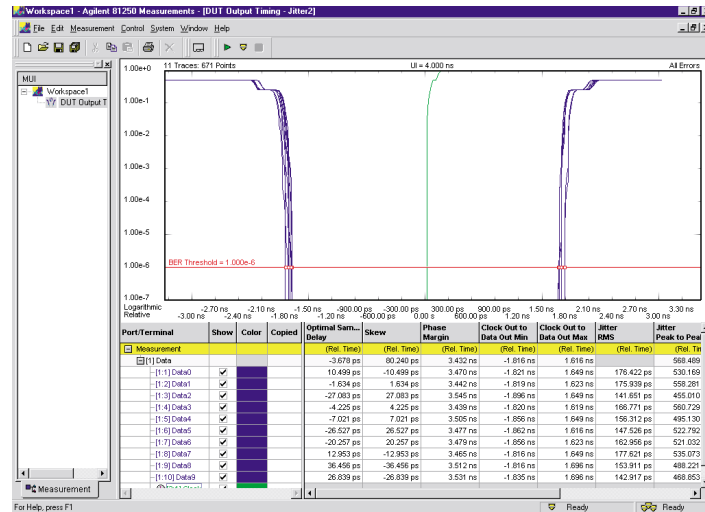 Workspace1 - Agilent 81250 Measurements - [DUT Output Timing - Jitter2]
File Edit Measurement Control System Window Help
MUI
Workspace1
DUT Output T
Measurement
11 Traces: 671 Points UI = 4.000 ns All Errors
1.00e+0
1.00e-1
1.00e-2
1.00e-3
1.00e-4
1.00e-5
BER Threshold = 1.000e-6
1.00e-6
1.00e-7
Logarithmic -2.70 ns -2.10 ns -1.50 ns -900.00 ps -300.00 ps 300.00 ps 900.00 ps 1.50 ns 2.10 ns 2.70 ns 3.30 ns
Relative -3.00 ns -2.40 ns -1.80 ns -1.20 ns -600.00 ps 0.00 s 600.00 ps 1.20 ns 1.80 ns 2.40 ns 3.00 ns
Port/Terminal Show Color Copied Optimal Sam... Delay Skew Phase Margin Clock Out to Data Out Min Clock Out to Data Out Max Jitter RMS Jitter Peak to Peal
Measurement (Rel. Time) (Rel. Time) (Rel. Time) (Rel. Time) (Rel. Time) (Rel. Time) (Rel. Tin
[1] Data -3.678 ps 80.240 ps 3.432 ns -1.816 ns 1.616 ns 568.489
[1:1] Data0 10.499 ps -10.499 ps 3.470 ns -1.821 ns 1.649 ns 176.422 ps 530.169
[1:2] Data1 -1.634 ps 1.634 ps 3.442 ns -1.819 ns 1.623 ns 175.939 ps 558.281
[1:3] Data2 -27.083 ps 27.083 ps 3.545 ns -1.896 ns 1.649 ns 141.651 ps 455.010
[1:4] Data3 -4.225 ps 4.225 ps 3.439 ns -1.820 ns 1.619 ns 166.771 ps 560.729
[1:5] Data4 -7.021 ps 7.021 ps 3.505 ns -1.856 ns 1.649 ns 156.312 ps 495.130
[1:6] Data5 -26.527 ps 26.527 ps 3.477 ns -1.862 ns 1.616 ns 147.526 ps 522.792
[1:7] Data6 -20.257 ps 20.257 ps 3.479 ns -1.856 ns 1.623 ns 162.956 ps 521.032
[1:8] Data7 12.953 ps -12.953 ps 3.465 ns -1.816 ns 1.649 ns 177.621 ps 535.073
[1:9] Data8 36.456 ps -36.456 ps 3.512 ns -1.816 ns 1.696 ns 153.911 ps 488.221
[1:10] Data9 26.839 ps -26.839 ps 3.531 ns -1.835 ns 1.696 ns 142.917 ps 468.853
For Help, press F1 Ready Ready